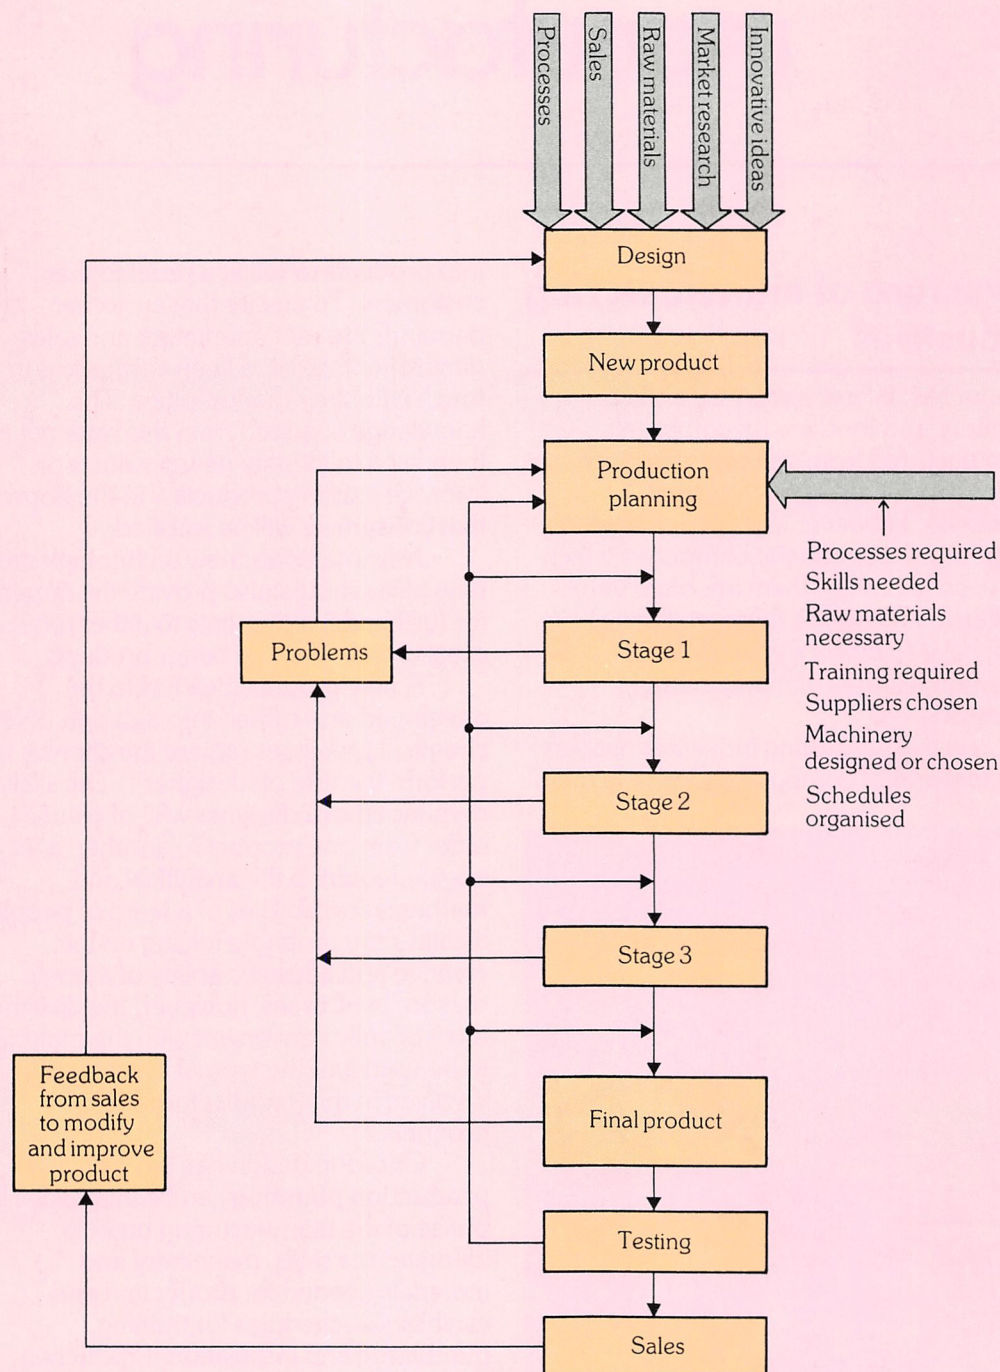 Processes
Sales
Raw materials
Market research
Innovative ideas
Design
New product
Production
planning
Processes required
Skills needed
Raw materials
necessary
Training required
Suppliers chosen
Machinery
designed or chosen
Schedules
organised
Problems
Stage 1
Stage 2
Stage 3
Feedback
from sales
to modify
and improve
product
Final product
Testing
Sales